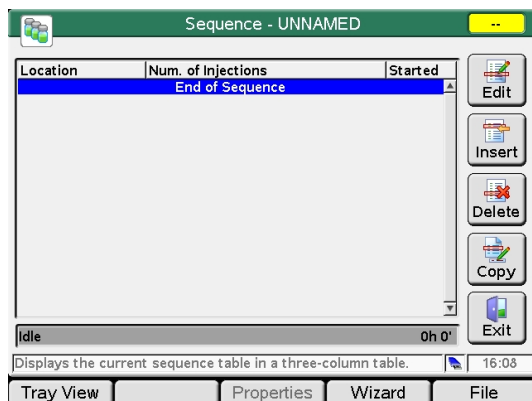 Sequence - UNNAMED
--
Location Num. of Injections Started
End of Sequence
Edit
Insert
Delete
Copy
Exit
Idle 0h 0'
Displays the current sequence table in a three-column table. 16:08
Tray View Properties Wizard File